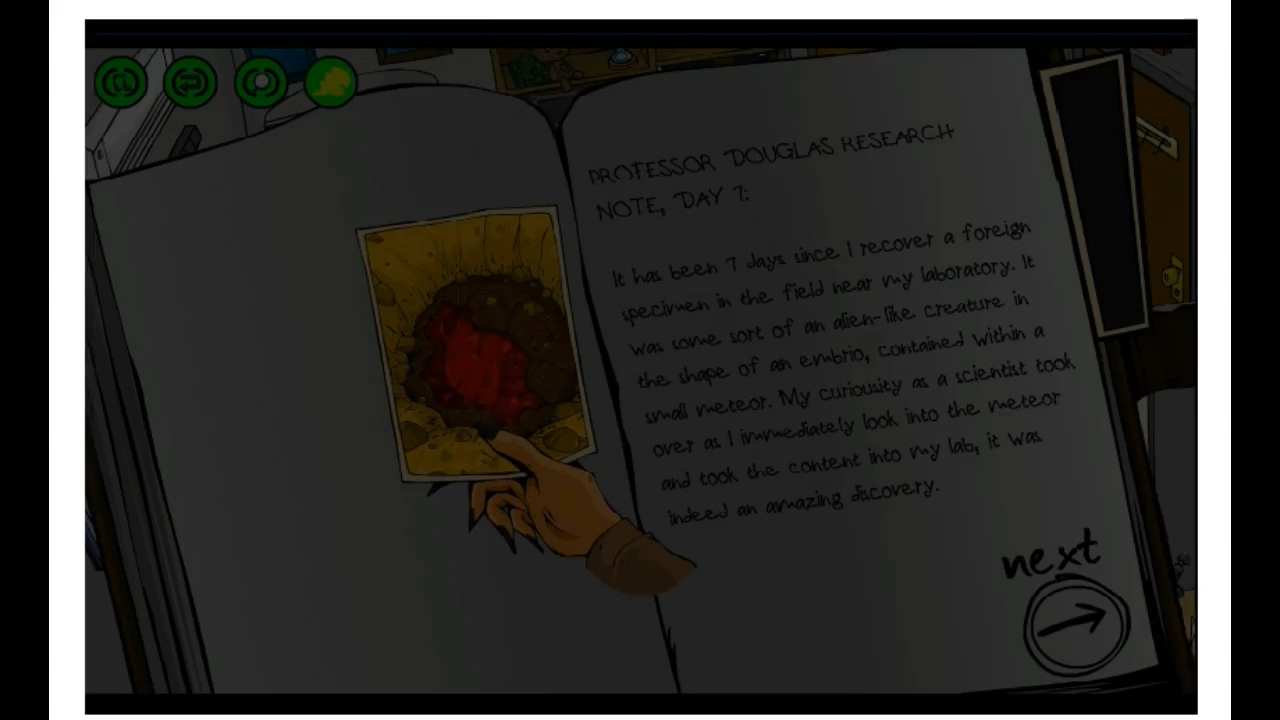 PROFESSOR DOUGLAS RESEARCH
NOTE, DAY 7:
It has been 7 days since I recover a foreign
specimen in the field near my laboratory. It
was some sort of an alien-like creature in
the shape of an embrio, contained within a
small meteor. My curiousity as a scientist took
over as I immediately look into the meteor
and took the content into my lab, it was
indeed an amazing discovery.
next